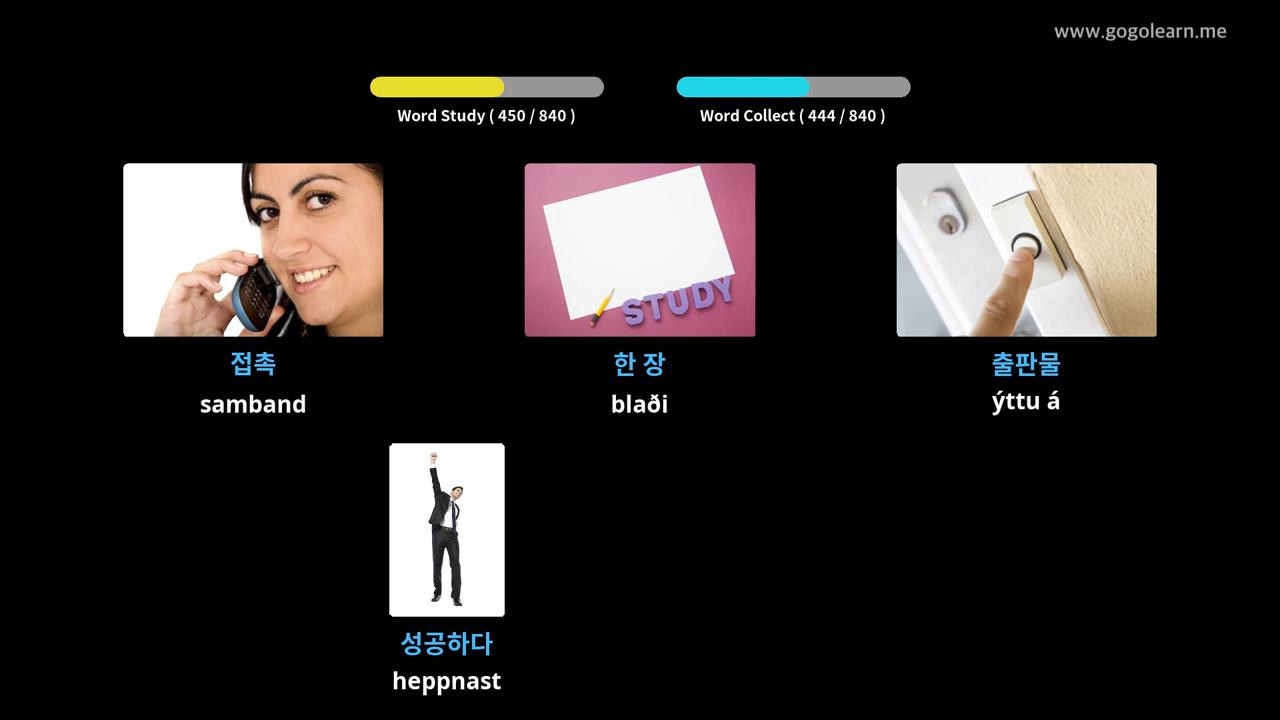 www.gogolearn.me
Word Study ( 450 / 840 )
Word Collect ( 444 / 840 )
STUDY
접촉
samband
한 장
blaði
출판물
ýttu á
성공하다
heppnast